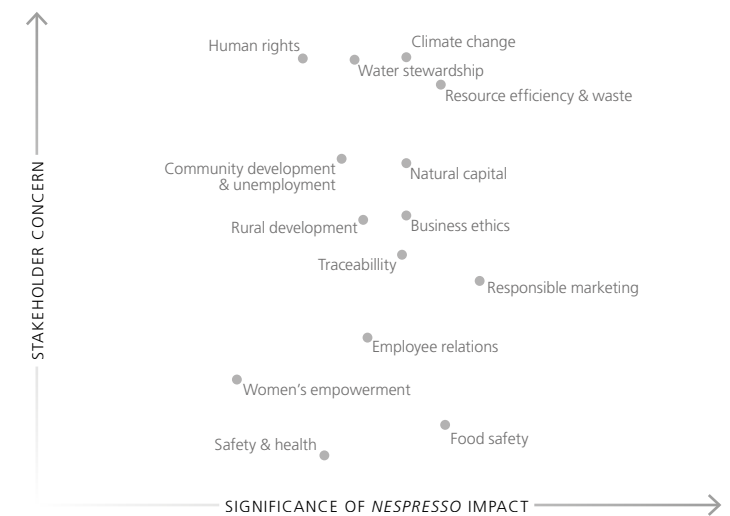 Human rights
Climate change
Water stewardship
Resource efficiency & waste
Community development
& unemployment
Natural capital
Rural development
Business ethics
Traceabillity
Responsible marketing
Employee relations
Women's empowerment
Safety & health
Food safety
STAKEHOLDER CONCERN
SIGNIFICANCE OF NESPRESSO IMPACT